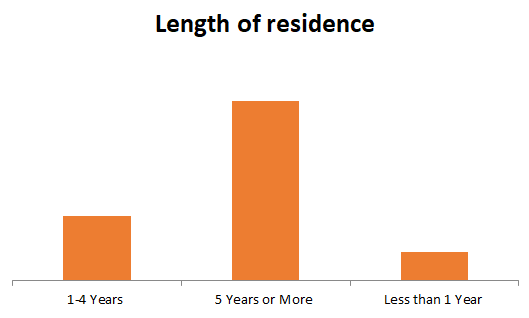 Length of residence
1-4 Years
5 Years or More
Less than 1 Year